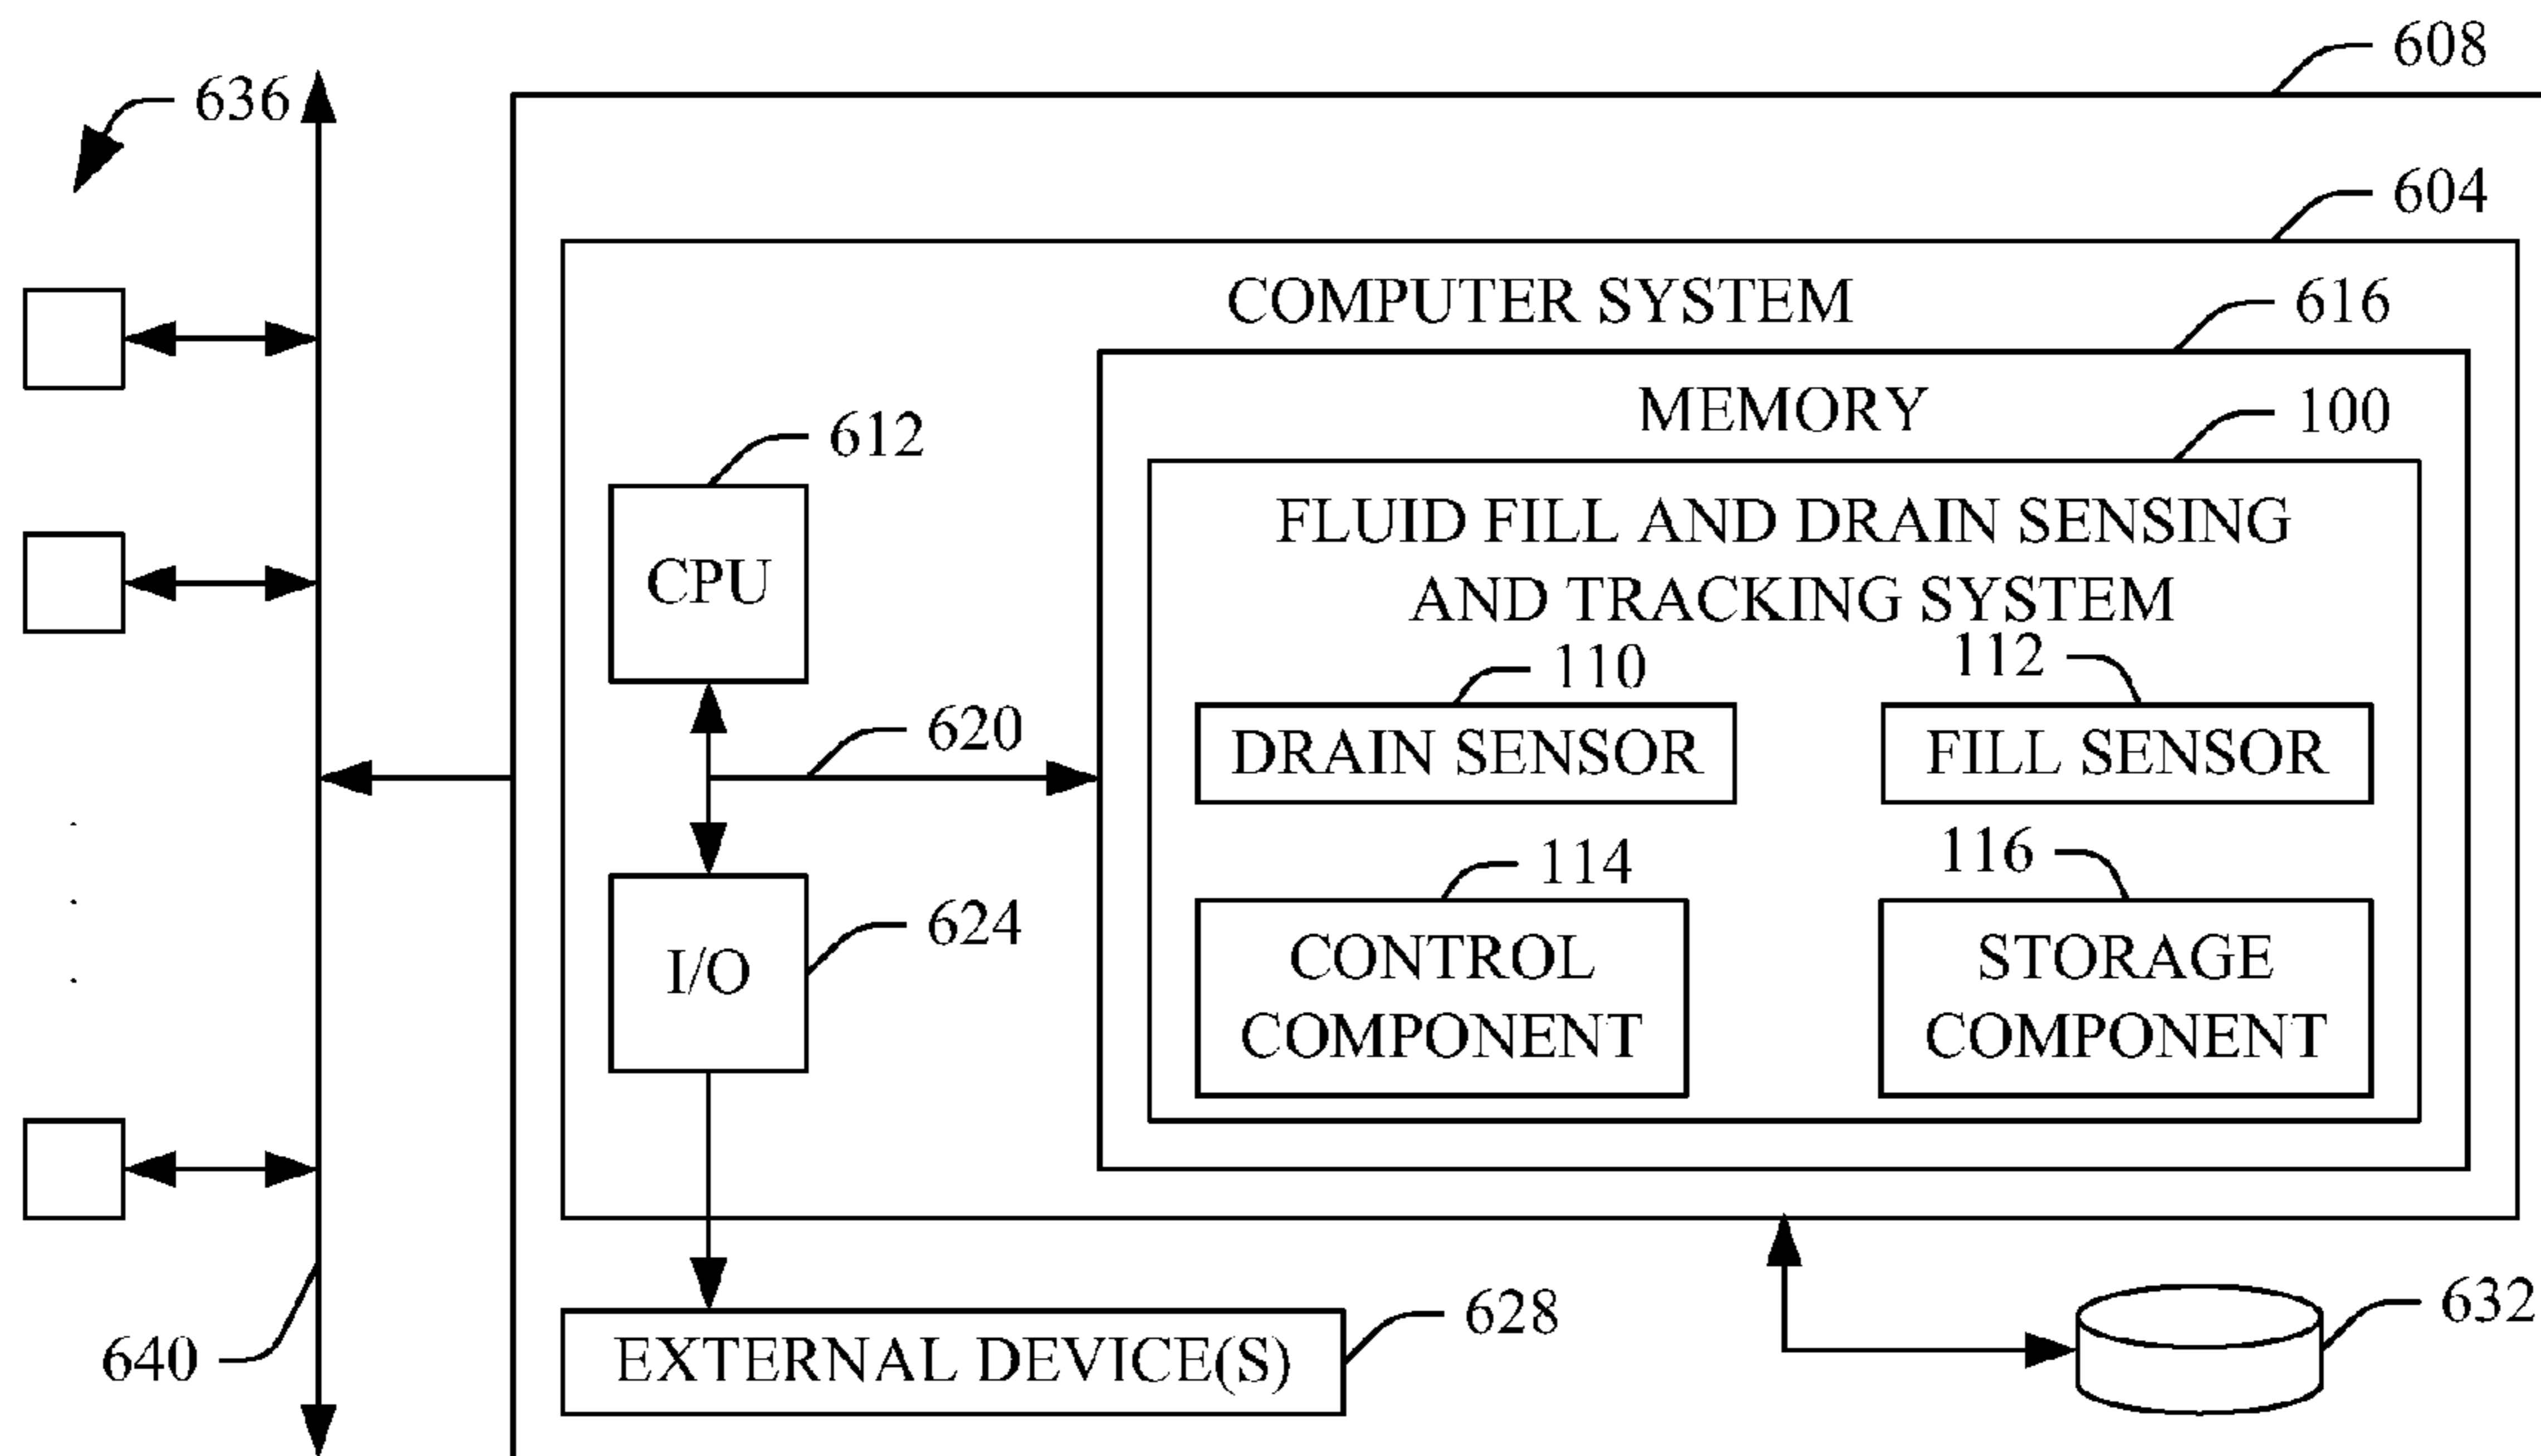 608
636
604
COMPUTER SYSTEM
616
MEMORY
100
612
FLUID FILL AND DRAIN SENSING
AND TRACKING SYSTEM
CPU
110
112
620
DRAIN SENSOR
FILL SENSOR
114
116
624
I/O
CONTROL
COMPONENT
STORAGE
COMPONENT
628
632
640
EXTERNAL DEVICE(S)